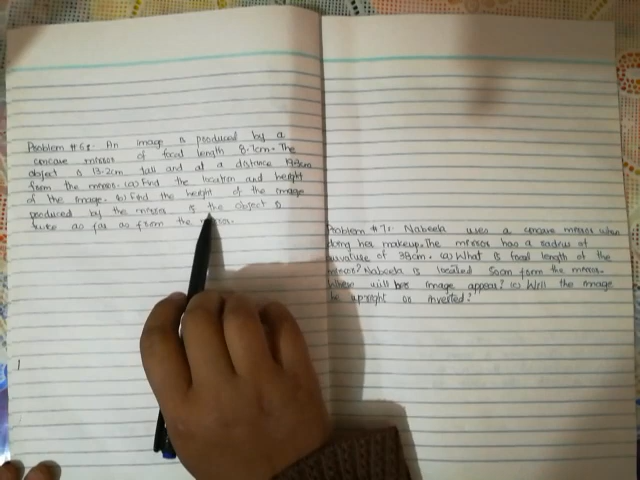 Problem # 6: An image is produced by a
concave mirror of focal length 8.7cm. The
object is 13.2cm tall and at a distance 19.3cm
from the mirror. (a) Find the location and height
of the image. (b) Find the height of the image
produced by the mirror is the object is
twice as far as from the mirror.
Problem # 7: Nabeela uses a concave mirror when
doing her makeup. The mirror has a radius of
curvature of 38cm. (a) What is focal length of the
mirror? Nabeela is located 50cm from the mirror.
Where will her image appear? (c) Will the image
be upright or inverted?